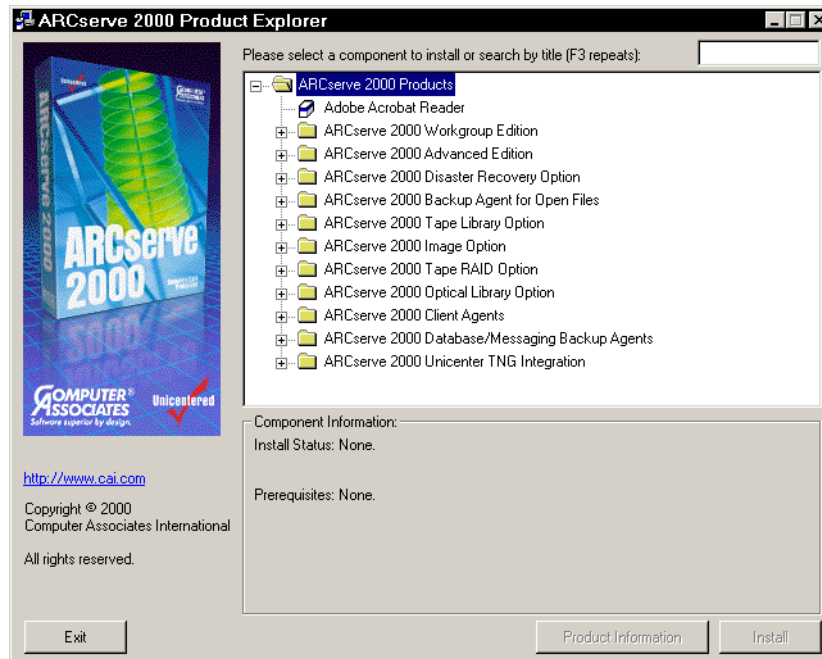 ARCserve 2000 Product Explorer
Please select a component to install or search by title (F3 repeats):
ARCserve 2000 Products
Adobe Acrobat Reader
ARCserve 2000 Workgroup Edition
ARCserve 2000 Advanced Edition
ARCserve 2000 Disaster Recovery Option
ARCserve 2000 Backup Agent for Open Files
ARCserve 2000 Tape Library Option
ARCserve 2000 Image Option
ARCserve 2000 Tape RAID Option
ARCserve 2000 Optical Library Option
ARCserve 2000 Client Agents
ARCserve 2000 Database/Messaging Backup Agents
ARCserve 2000 Unicenter TNG Integration
COMPUTER ASSOCIATES
ARCserve 2000
ARCserve
2000
COMPUTER®
ASSOCIATES
Software superior by design.
Unicentered
http://www.cai.com
Copyright © 2000
Computer Associates International
All rights reserved.
Component Information:
Install Status: None.
Prerequisites: None.
Exit
Product Information
Install